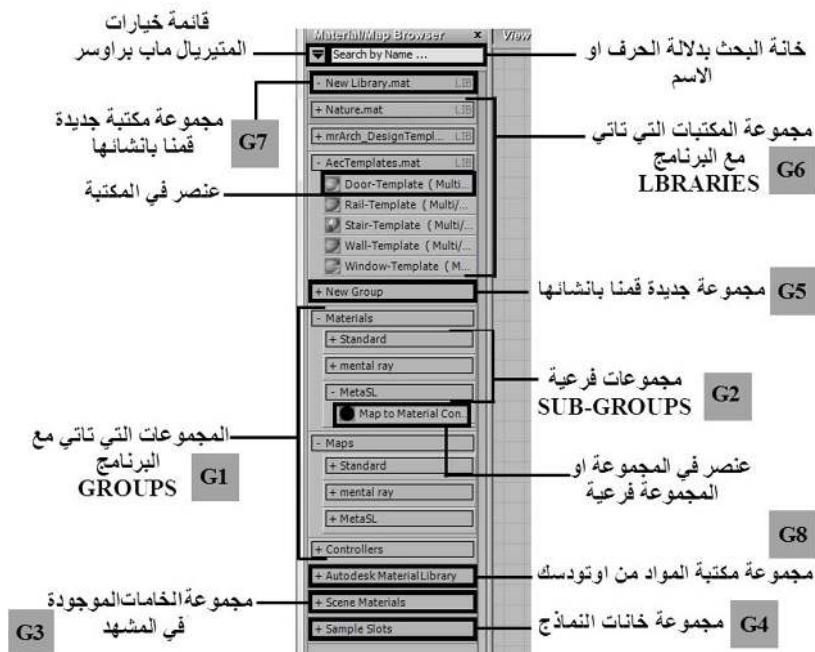 قائمة خيارات
المتيريال ماب براوسر
Material/Map Browser x
View
Search by Name ...
خانة البحث بدلالة الحرف او
الاسم
- New Library.mat LIB
G7
مجموعة مكتبة جديدة
قمنا بانشائها
+ Nature.mat LIB
+ mrArch_DesignTempl... LIB
- AecTemplates.mat LIB
مجموعة المكتبات التي تاتي
مع البرنامج
LBRARIES
G6
عنصر في المكتبة
Door-Template ( Multi...
Rail-Template ( Multi/...
Stair-Template ( Multi/...
Wall-Template ( Multi/...
Window-Template ( M...
+ New Group
مجموعة جديدة قمنا بانشائها
G5
- Materials
+ Standard
+ mental ray
- MetaSL
Map to Material Con...
مجموعات فرعية
SUB-GROUPS
G2
المجموعات التي تاتي مع
البرنامج
GROUPS
G1
- Maps
+ Standard
+ mental ray
+ MetaSL
عنصر في المجموعة او
المجموعة فرعية
G8
+ Controllers
+ Autodesk Material Library
مجموعة مكتبة المواد من اوتودسك
+ Scene Materials
مجموعة الخامات الموجودة
في المشهد
G3
+ Sample Slots
مجموعة خانات النماذج
G4